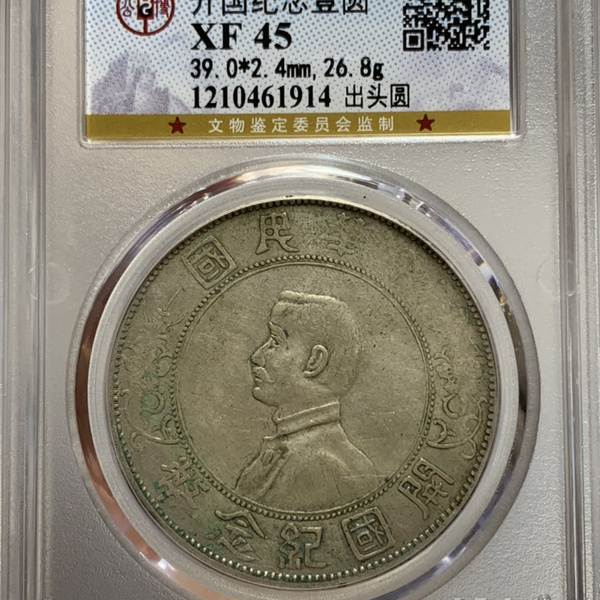 开国纪念壹圆
XF 45
39.0*2.4mm,26.8g
1210461914 出头圆
★ 文物鉴定委员会监制 ★
中華民國
開國紀念幣